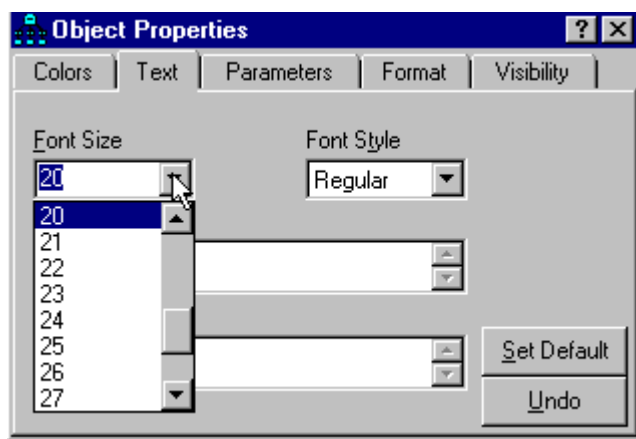 Object Properties
Colors Text Parameters Format Visibility
Font Size Font Style
20 Regular
20
21
22
23
24
25
26
27
Set Default
Undo